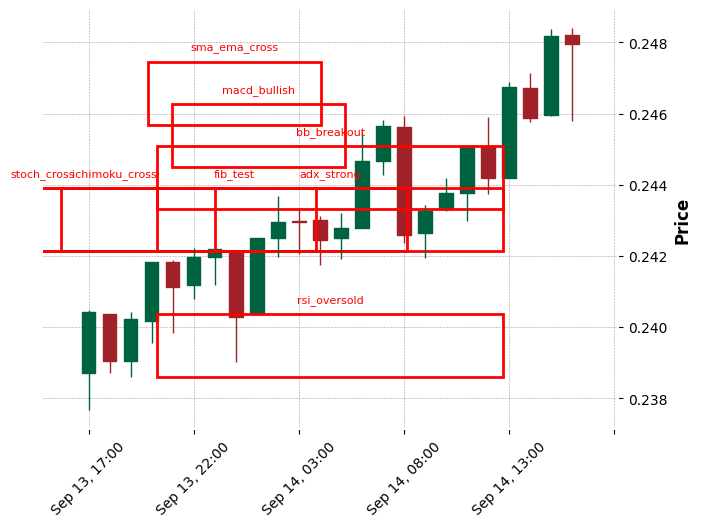 sma_ema_cross
macd_bullish
bb_breakout
stoch_cross
ichimoku_cross
fib_test
adx_strong
rsi_oversold
0.248
0.246
0.244
0.242
0.240
0.238
Price
Sep 13, 17:00
Sep 13, 22:00
Sep 14, 03:00
Sep 14, 08:00
Sep 14, 13:00